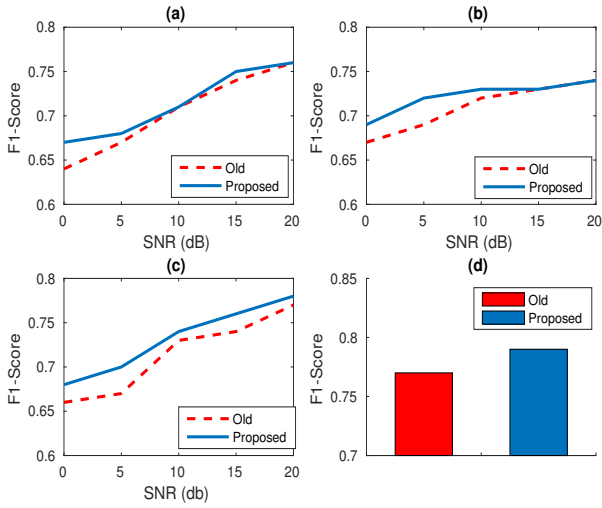 (a)
0.8
0.75
0.7
0.65
0.6
F1-Score
Old
Proposed
0 5 10 15 20
SNR (dB)
(b)
0.8
0.75
0.7
0.65
0.6
F1-Score
Old
Proposed
0 5 10 15 20
SNR (dB)
(c)
0.8
0.75
0.7
0.65
0.6
F1-Score
Old
Proposed
0 5 10 15 20
SNR (db)
(d)
0.85
0.8
0.75
0.7
F1-Score
Old
Proposed